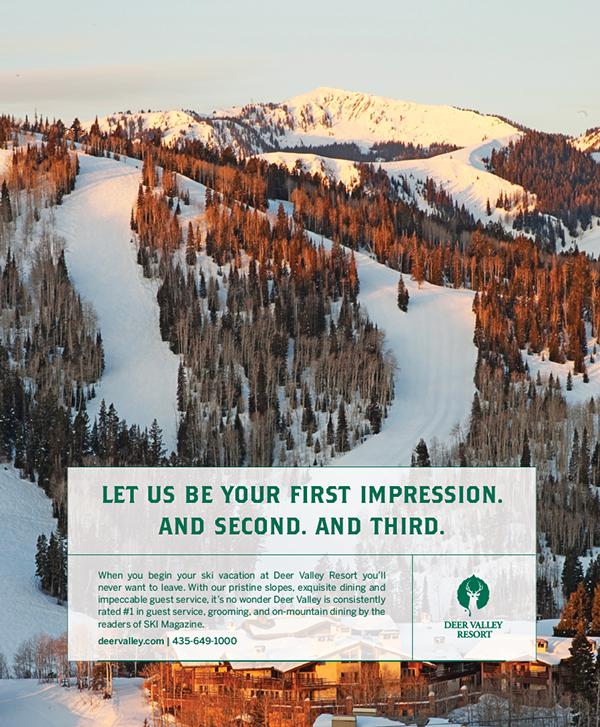 LET US BE YOUR FIRST IMPRESSION.
AND SECOND. AND THIRD.
When you begin your ski vacation at Deer Valley Resort you'll
never want to leave. With our pristine slopes, exquisite dining and
impeccable guest service, it's no wonder Deer Valley is consistently
rated #1 in guest service, grooming, and on-mountain dining by the
readers of SKI Magazine.
deervalley.com | 435-649-1000
DEER VALLEY
RESORT